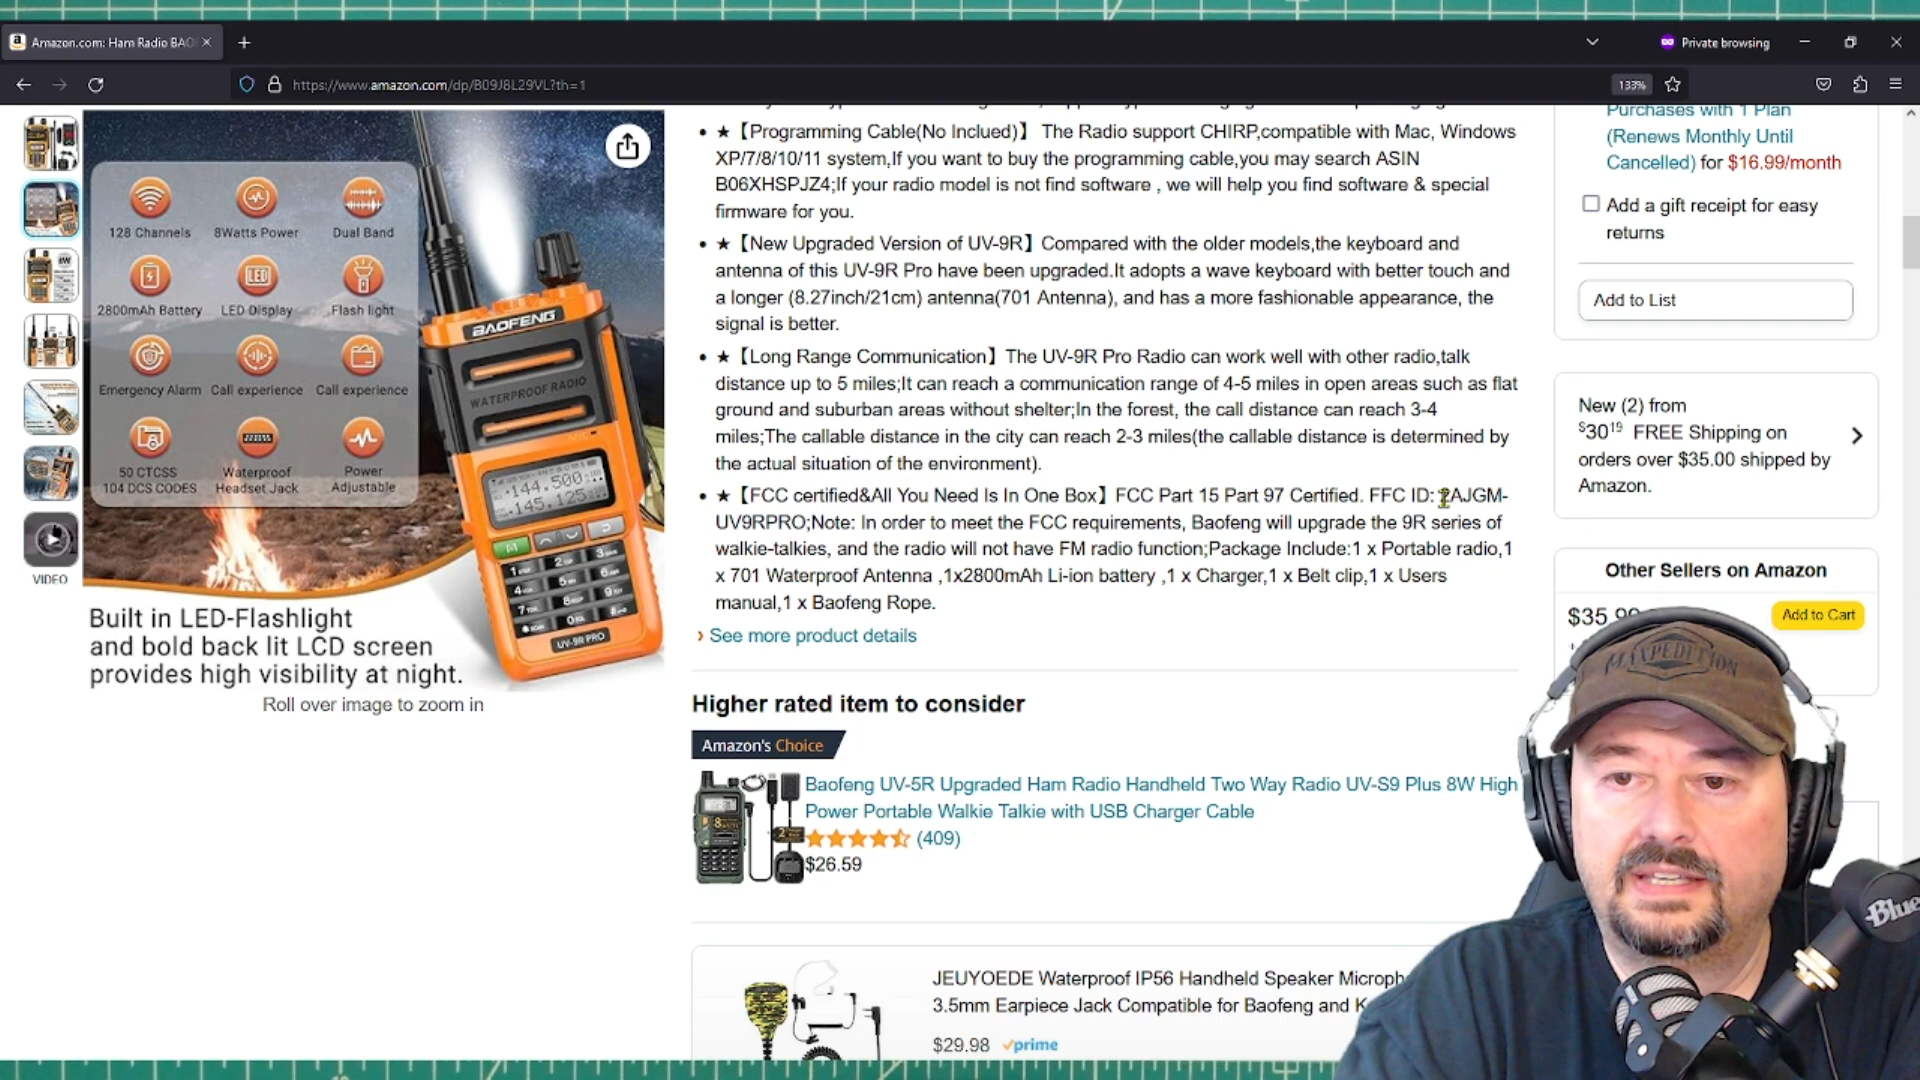 Amazon.com: Ham Radio BAO
Private browsing
https://www.amazon.com/dp/B09J8L29VL?th=1
133%
128 Channels
8Watts Power
Dual Band
2800mAh Battery
LED
LED Display
Flash light
Emergency Alarm
Call experience
Call experience
50 CTCSS
104 DCS CODES
Waterproof
Headset Jack
Power
Adjustable
BAOFENG
WATERPROOF RADIO
144.500
145.125
UV-9R PRO
VIDEO
Built in LED-Flashlight
and bold back lit LCD screen
provides high visibility at night.
Roll over image to zoom in
★【Programming Cable(No Inclued)】 The Radio support CHIRP,compatible with Mac, Windows
XP/7/8/10/11 system,If you want to buy the programming cable,you may search ASIN
B06XHSPJZ4;If your radio model is not find software , we will help you find software & special
firmware for you.
★【New Upgraded Version of UV-9R】Compared with the older models,the keyboard and
antenna of this UV-9R Pro have been upgraded.It adopts a wave keyboard with better touch and
a longer (8.27inch/21cm) antenna(701 Antenna), and has a more fashionable appearance, the
signal is better.
★【Long Range Communication】The UV-9R Pro Radio can work well with other radio,talk
distance up to 5 miles;It can reach a communication range of 4-5 miles in open areas such as flat
ground and suburban areas without shelter;In the forest, the call distance can reach 3-4
miles;The callable distance in the city can reach 2-3 miles(the callable distance is determined by
the actual situation of the environment).
★【FCC certified&All You Need Is In One Box】FCC Part 15 Part 97 Certified. FFC ID: 2AJGM-
UV9RPRO;Note: In order to meet the FCC requirements, Baofeng will upgrade the 9R series of
walkie-talkies, and the radio will not have FM radio function;Package Include:1 x Portable radio,1
x 701 Waterproof Antenna ,1x2800mAh Li-ion battery ,1 x Charger,1 x Belt clip,1 x Users
manual,1 x Baofeng Rope.
› See more product details
Higher rated item to consider
Amazon's Choice
Baofeng UV-5R Upgraded Ham Radio Handheld Two Way Radio UV-S9 Plus 8W High
Power Portable Walkie Talkie with USB Charger Cable
(409)
$26.59
JEUYOEDE Waterproof IP56 Handheld Speaker Microph
3.5mm Earpiece Jack Compatible for Baofeng and K
$29.98 prime
Purchases with 1 Plan
(Renews Monthly Until
Cancelled) for $16.99/month
Add a gift receipt for easy
returns
Add to List
New (2) from
$30 19 FREE Shipping on
orders over $35.00 shipped by
Amazon.
Other Sellers on Amazon
$35.99
Add to Cart
MAXPEDITION
Blue